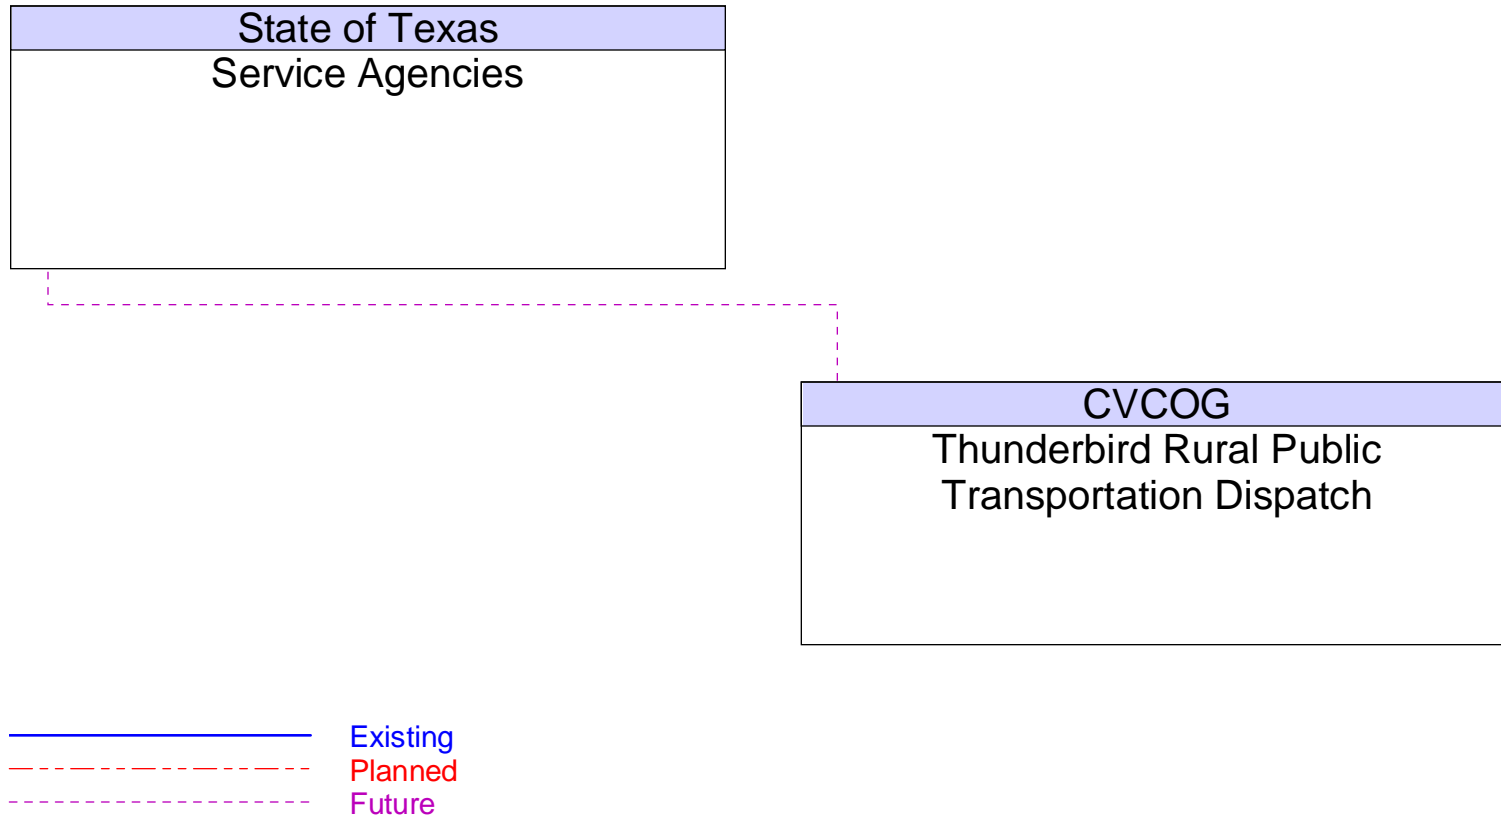 State of Texas
Service Agencies
CVCOG
Thunderbird Rural Public
Transportation Dispatch
Existing
Planned
Future